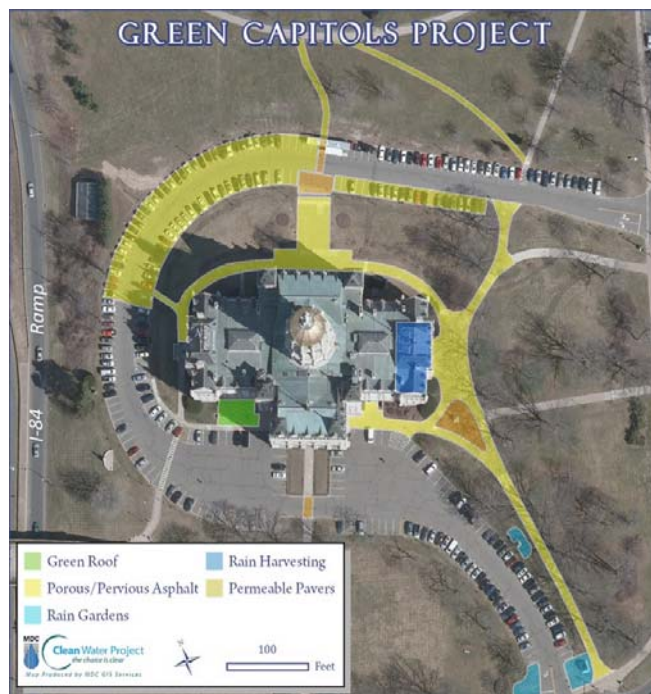 GREEN CAPITOLS PROJECT
I-84 Ramp
Green Roof
Rain Harvesting
Porous/Pervious Asphalt
Permeable Pavers
Rain Gardens
MDC
Clean Water Project
the choice is clear
Map Produced by MDC GIS Services
100
Feet